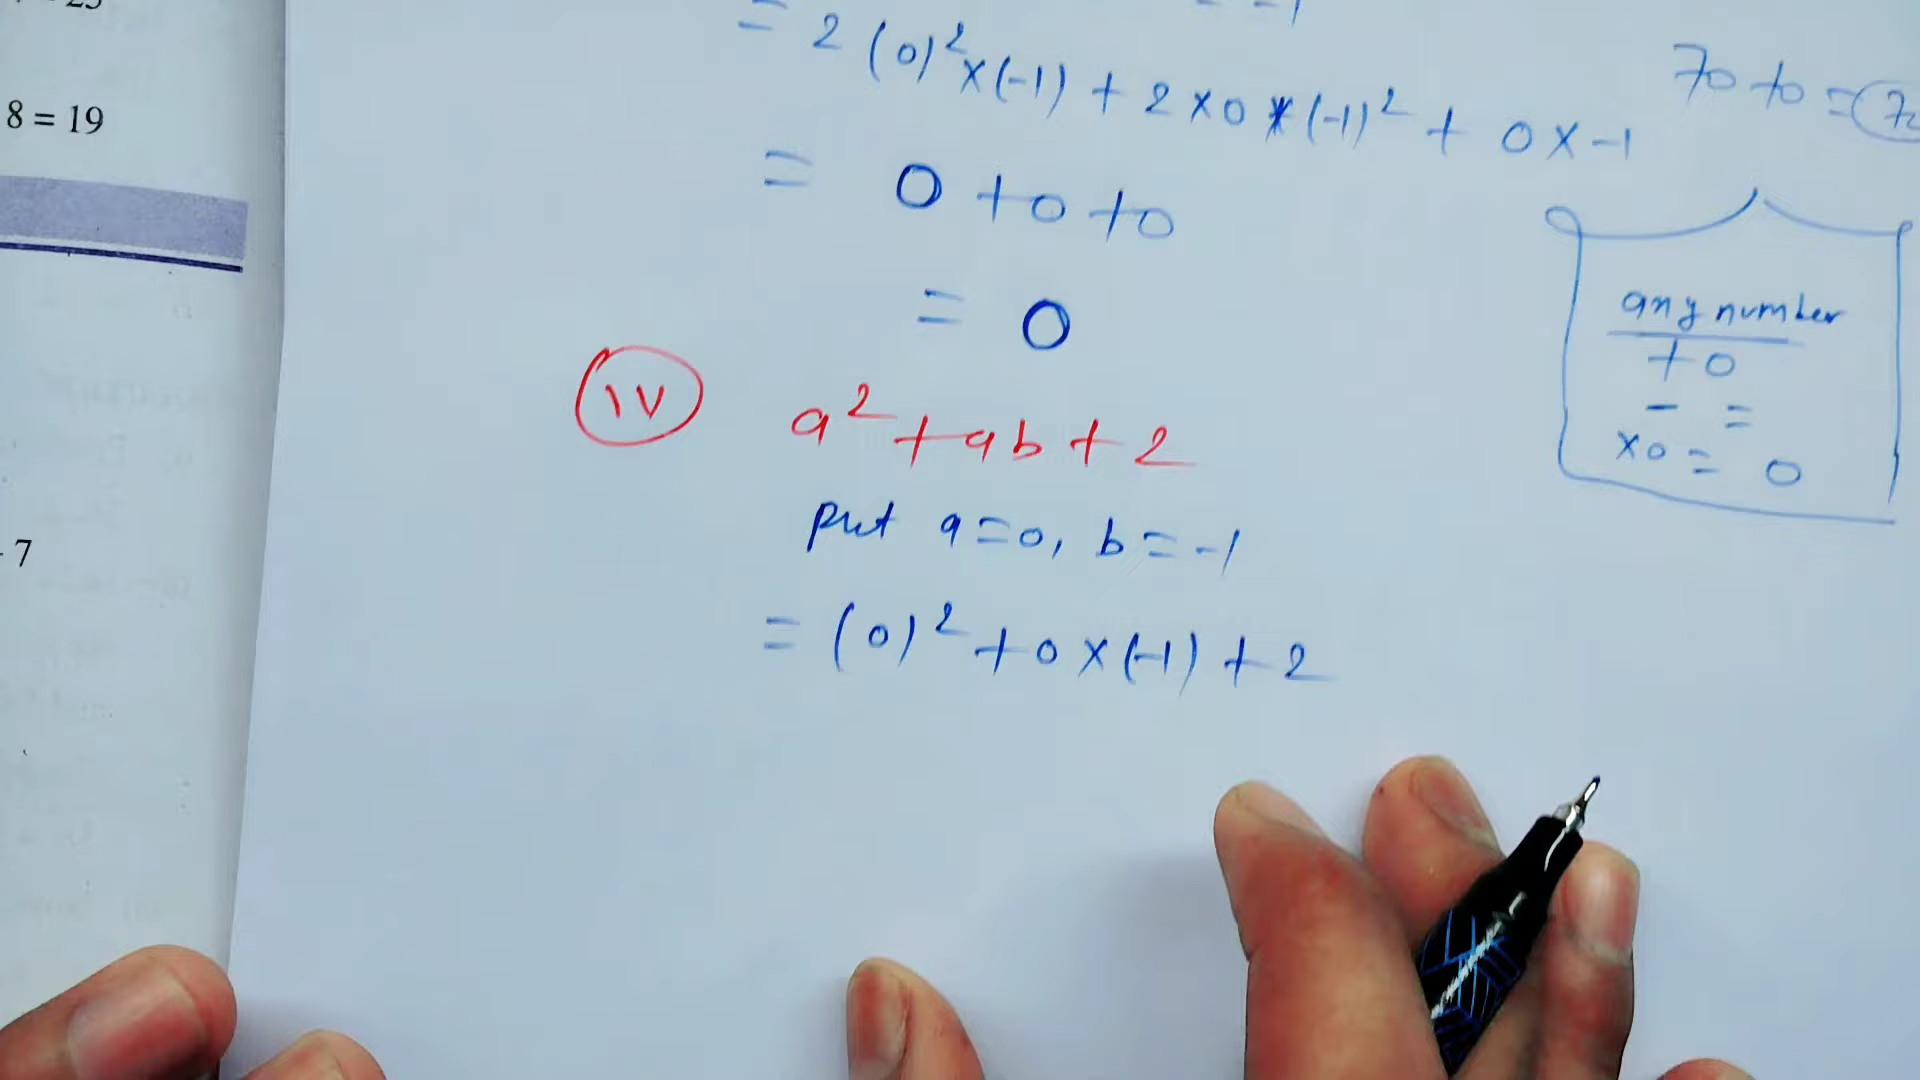 8 = 19
- 7
= 2 (0)² × (-1) + 2 × 0 × (-1)² + 0 × -1
= 0 + 0 + 0
= 0
(iv) a² + ab + 2
put a = 0, b = -1
= (0)² + 0 × (-1) + 2
70 + 0 =
any number
+ 0
- =
× 0 = 0